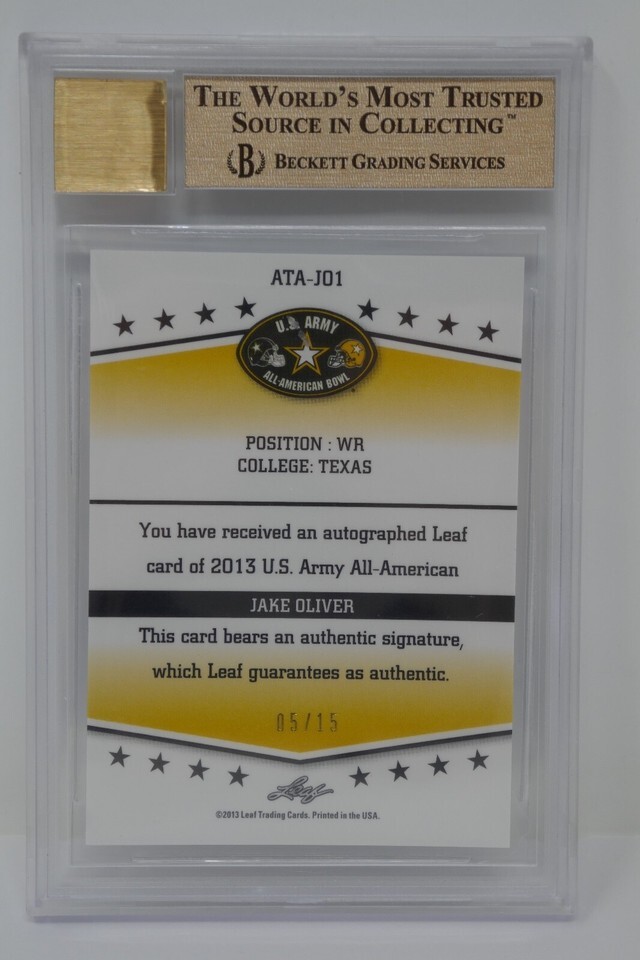 THE WORLD'S MOST TRUSTED
SOURCE IN COLLECTING™
B BECKETT GRADING SERVICES
ATA-JO1
U.S. ARMY
ALL-AMERICAN BOWL
POSITION : WR
COLLEGE: TEXAS
You have received an autographed Leaf
card of 2013 U.S. Army All-American
JAKE OLIVER
This card bears an authentic signature,
which Leaf guarantees as authentic.
05/15
Leaf
©2013 Leaf Trading Cards. Printed in the USA.